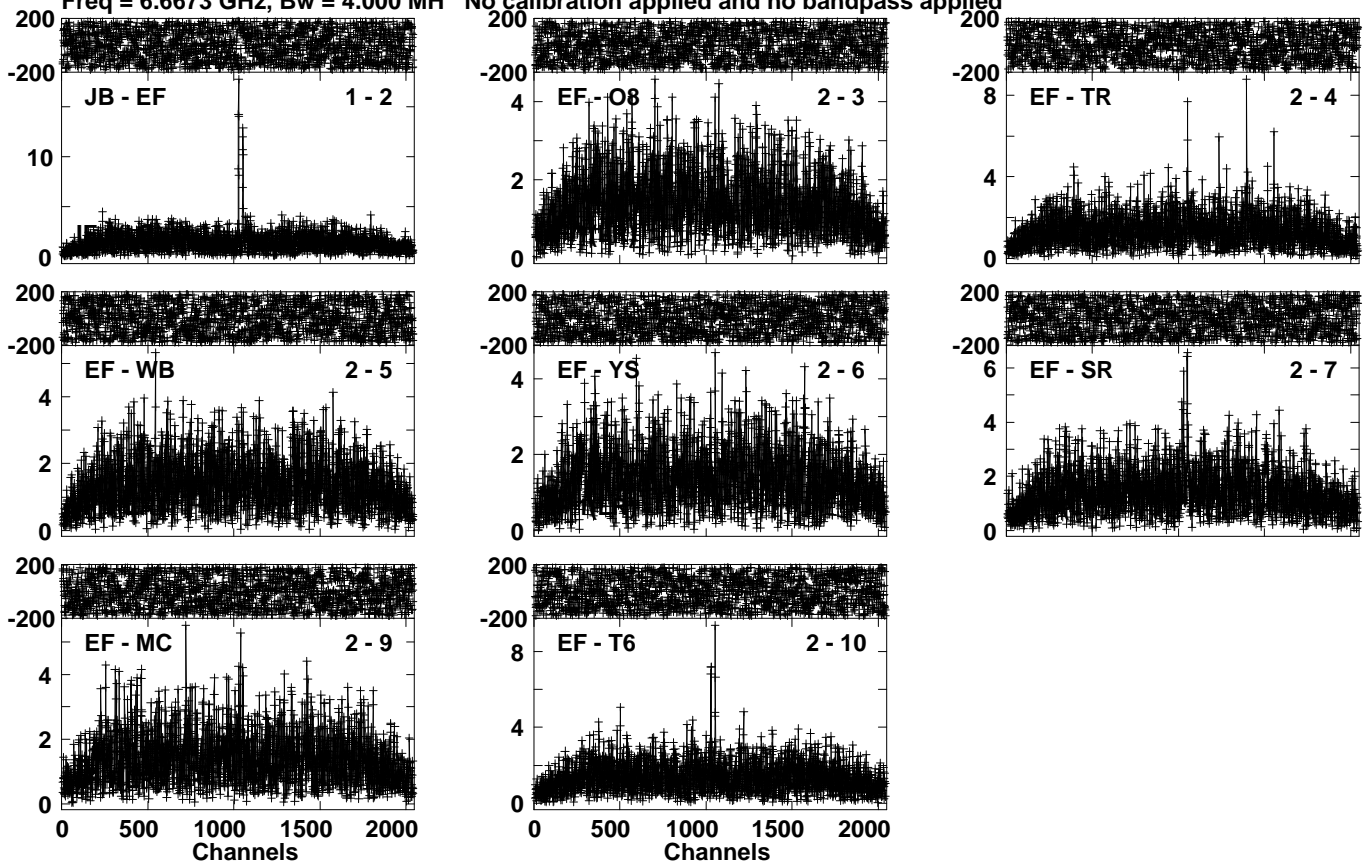 Freq = 6.6673 GHz, Bw = 4.000 MH No calibration applied and no bandpass applied
200
-200
JB - EF 1 - 2
10
IF
0
200
-200
EF - O8 2 - 3
4
2
0
200
-200
EF - TR 2 - 4
8
4
0
200
-200
EF - WB 2 - 5
4
2
0
200
-200
EF - YS 2 - 6
4
2
0
200
-200
EF - SR 2 - 7
6
4
2
0
200
-200
EF - MC 2 - 9
4
2
0
0 500 1000 1500 2000
Channels
200
-200
EF - T6 2 - 10
8
4
0
0 500 1000 1500 2000
Channels